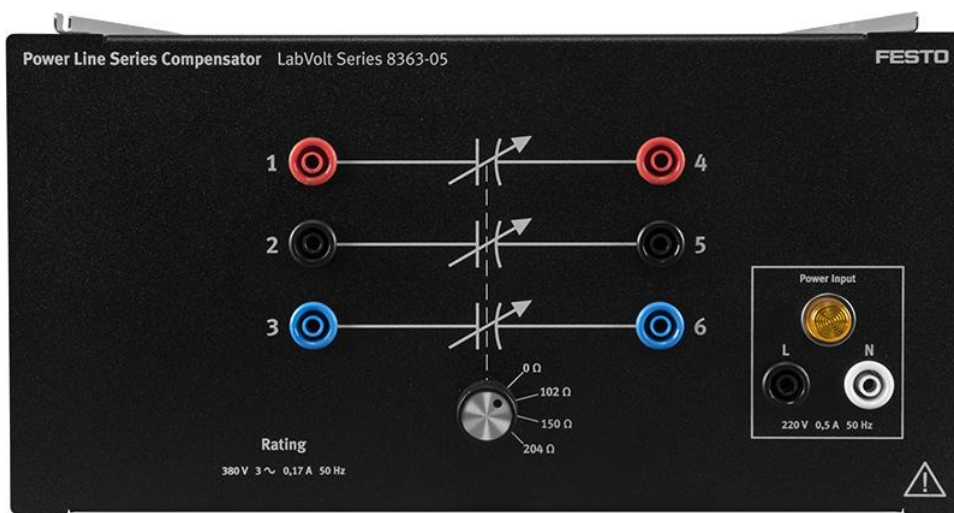 Power Line Series Compensator LabVolt Series 8363-05
FESTO
1 4
2 5
3 6
Power Input
L N
220 V 0,5 A 50 Hz
0 Ω
102 Ω
150 Ω
204 Ω
Rating
380 V 3 ~ 0,17 A 50 Hz